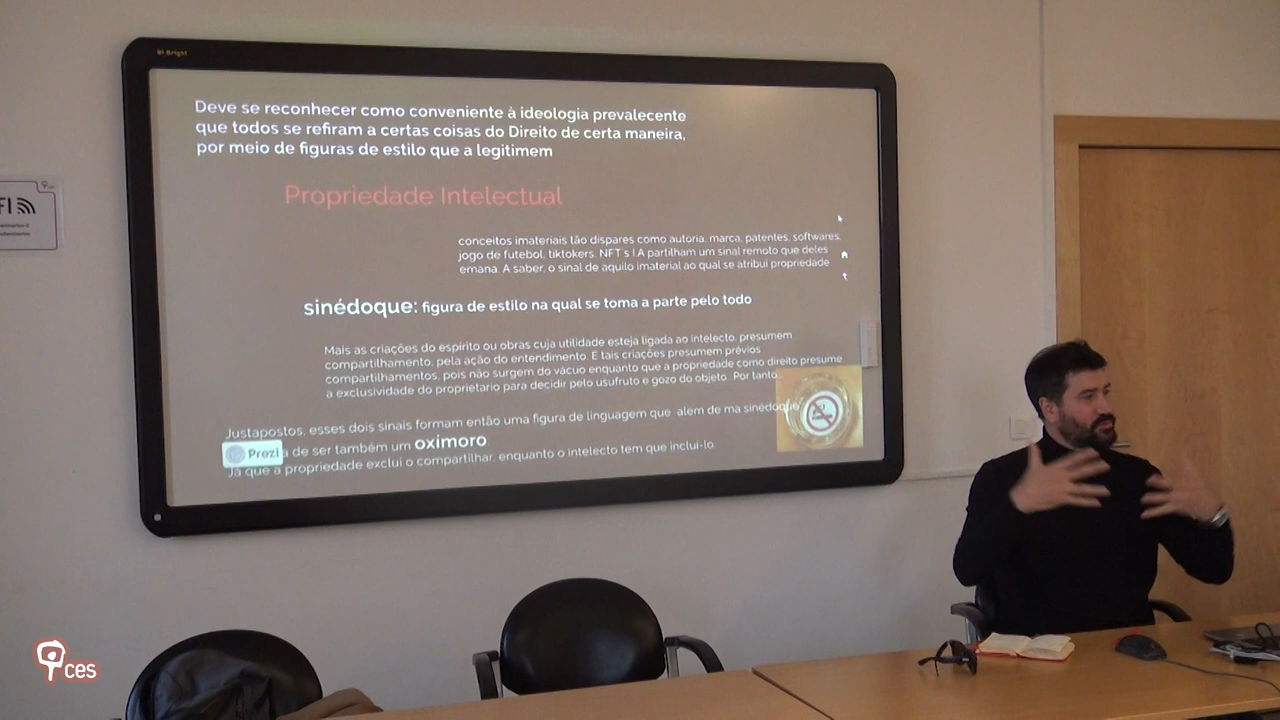 BI.Bright
Deve se reconhecer como conveniente à ideologia prevalecente
que todos se refiram a certas coisas do Direito de certa maneira,
por meio de figuras de estilo que a legitimem
Propriedade Intelectual
conceitos imateriais tão dispares como autoria, marca, patentes, softwares,
jogo de futebol, tiktokers, NFT s I.A partilham um sinal remoto que deles
emana. A saber, o sinal de aquilo imaterial ao qual se atribui propriedade
sinédoque: figura de estilo na qual se toma a parte pelo todo
Mais as criações do espirito ou obras cuja utilidade esteja ligada ao intelecto, presumem
compartilhamento, pela ação do entendimento. E tais criações presumem prévios
compartilhamentos, pois não surgem do vácuo enquanto que a propriedade como direito presume
a exclusividade do proprietario para decidir pelo usufruto e gozo do objeto. Por tanto...
Justapostos, esses dois sinais formam então uma figura de linguagem que alem de ma sinédoque
Prezi a de ser também um oxímoro
Já que a propriedade exclui o compartilhar, enquanto o intelecto tem que inclui-lo.
FI
ces